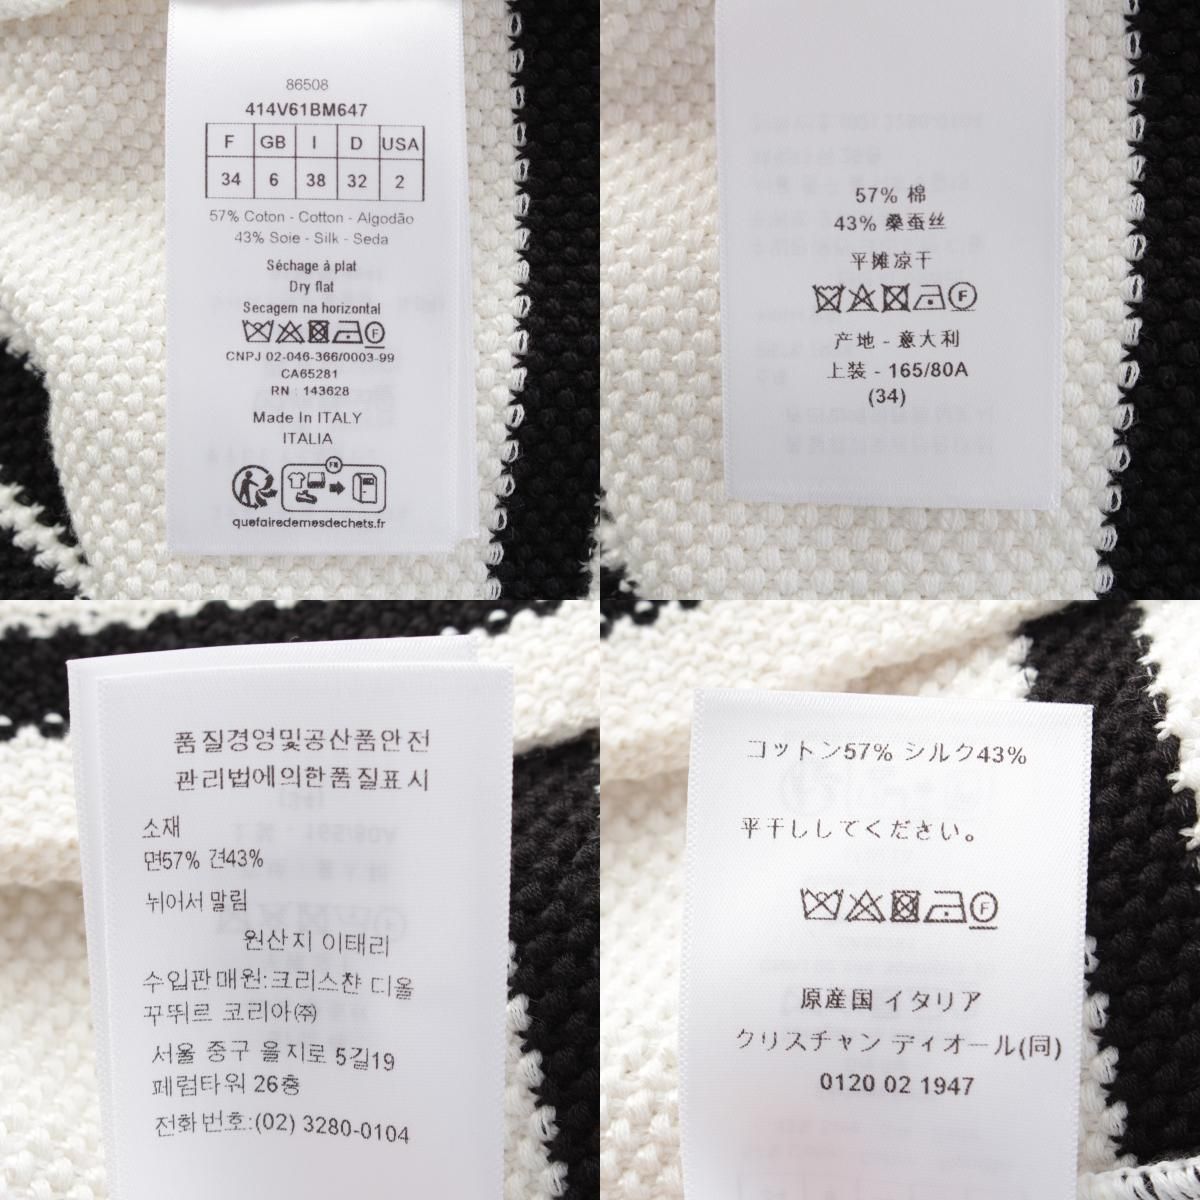 86508
414V61BM647
F GB I D USA
34 6 38 32 2
57% Coton - Cotton - Algodão
43% Soie - Silk - Seda
Séchage à plat
Dry flat
Secagem na horizontal
F
CNPJ 02-046-366/0003-99
CA65281
RN : 143628
Made In ITALY
ITALIA
FR
quefairedemesdechets.fr
57% 棉
43% 桑蚕丝
平摊凉干
F
产地 - 意大利
上装 - 165/80A
(34)
품질경영및공산품안전
관리법에의한품질표시
소재
면57% 견43%
뉘어서 말림
원산지 이태리
수입판매원:크리스챤 디올
꾸뛰르 코리아㈜
서울 중구 을지로 5길19
페럼타워 26층
전화번호:(02) 3280-0104
コットン57% シルク43%
平干ししてください。
F
原産国 イタリア
クリスチャン ディオール(同)
0120 02 1947